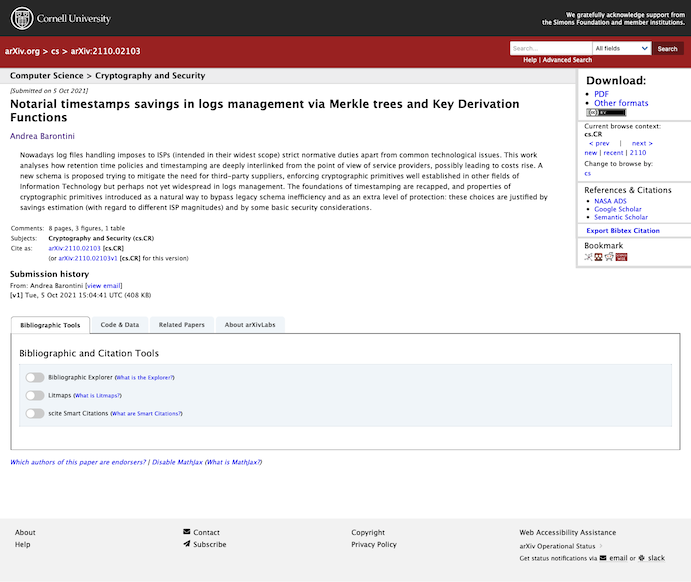 Cornell University
We gratefully acknowledge support from
the Simons Foundation and member institutions.
arXiv.org > cs > arXiv:2110.02103
Search...
All fields
Search
Help | Advanced Search
Computer Science > Cryptography and Security
[Submitted on 5 Oct 2021]
Notarial timestamps savings in logs management via Merkle trees and Key Derivation
Functions
Andrea Barontini
Nowadays log files handling imposes to ISPs (intended in their widest scope) strict normative duties apart from common technological issues. This work
analyses how retention time policies and timestamping are deeply interlinked from the point of view of service providers, possibly leading to costs rise. A
new schema is proposed trying to mitigate the need for third-party suppliers, enforcing cryptographic primitives well established in other fields of
Information Technology but perhaps not yet widespread in logs management. The foundations of timestamping are recapped, and properties of
cryptographic primitives introduced as a natural way to bypass legacy schema inefficiency and as an extra level of protection: these choices are justified by
savings estimation (with regard to different ISP magnitudes) and by some basic security considerations.
Comments: 8 pages, 3 figures, 1 table
Subjects: Cryptography and Security (cs.CR)
Cite as: arXiv:2110.02103 [cs.CR]
(or arXiv:2110.02103v1 [cs.CR] for this version)
Submission history
From: Andrea Barontini [view email]
[v1] Tue, 5 Oct 2021 15:04:41 UTC (408 KB)
Download:
PDF
Other formats
Current browse context:
cs.CR
< prev | next >
new | recent | 2110
Change to browse by:
cs
References & Citations
NASA ADS
Google Scholar
Semantic Scholar
Export Bibtex Citation
Bookmark
Bibliographic Tools
Code & Data
Related Papers
About arXivLabs
Bibliographic and Citation Tools
Bibliographic Explorer (What is the Explorer?)
Litmaps (What is Litmaps?)
scite Smart Citations (What are Smart Citations?)
Which authors of this paper are endorsers? | Disable MathJax (What is MathJax?)
About
Help
Contact
Subscribe
Copyright
Privacy Policy
Web Accessibility Assistance
arXiv Operational Status
Get status notifications via email or slack